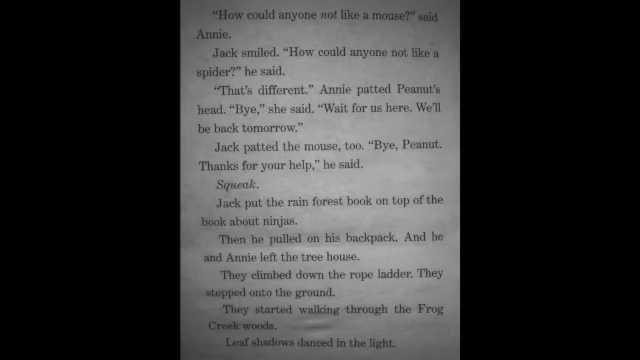 "How could anyone not like a mouse?" said
Annie.
Jack smiled. "How could anyone not like a
spider?" he said.
"That's different." Annie patted Peanut's
head. "Bye," she said. "Wait for us here. We'll
be back tomorrow."
Jack patted the mouse, too. "Bye, Peanut.
Thanks for your help," he said.
Squeak.
Jack put the rain forest book on top of the
book about ninjas.
Then he pulled on his backpack. And he
and Annie left the tree house.
They climbed down the rope ladder. They
stepped onto the ground.
They started walking through the Frog
Creek woods.
Leaf shadows danced in the light.